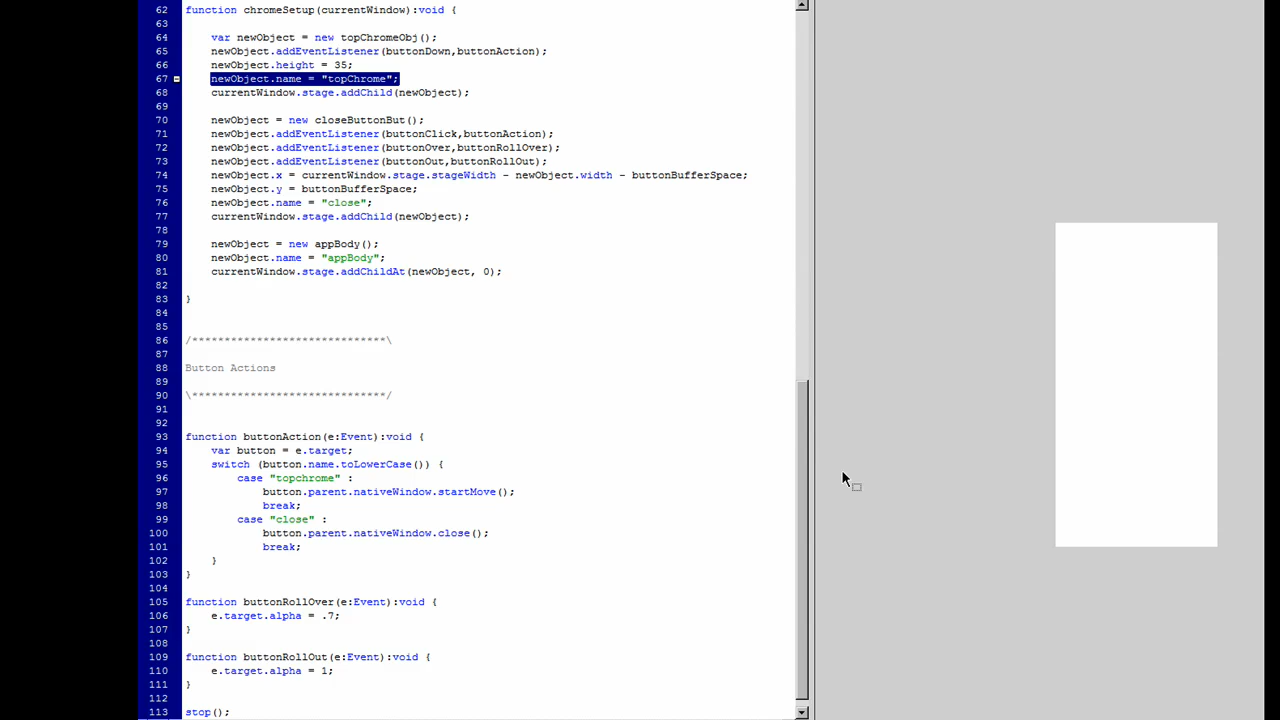 62 function chromeSetup(currentWindow):void {
63
64 var newObject = new topChromeObj();
65 newObject.addEventListener(buttonDown,buttonAction);
66 newObject.height = 35;
67 newObject.name = "topChrome";
68 currentWindow.stage.addChild(newObject);
69
70 newObject = new closeButtonBut();
71 newObject.addEventListener(buttonClick,buttonAction);
72 newObject.addEventListener(buttonOver,buttonRollOver);
73 newObject.addEventListener(buttonOut,buttonRollOut);
74 newObject.x = currentWindow.stage.stageWidth - newObject.width - buttonBufferSpace;
75 newObject.y = buttonBufferSpace;
76 newObject.name = "close";
77 currentWindow.stage.addChild(newObject);
78
79 newObject = new appBody();
80 newObject.name = "appBody";
81 currentWindow.stage.addChildAt(newObject, 0);
82
83 }
84
85
86 /******************************\
87
88 Button Actions
89
90 \******************************/
91
92
93 function buttonAction(e:Event):void {
94 var button = e.target;
95 switch (button.name.toLowerCase()) {
96 case "topchrome" :
97 button.parent.nativeWindow.startMove();
98 break;
99 case "close" :
100 button.parent.nativeWindow.close();
101 break;
102 }
103 }
104
105 function buttonRollOver(e:Event):void {
106 e.target.alpha = .7;
107 }
108
109 function buttonRollOut(e:Event):void {
110 e.target.alpha = 1;
111 }
112
113 stop();